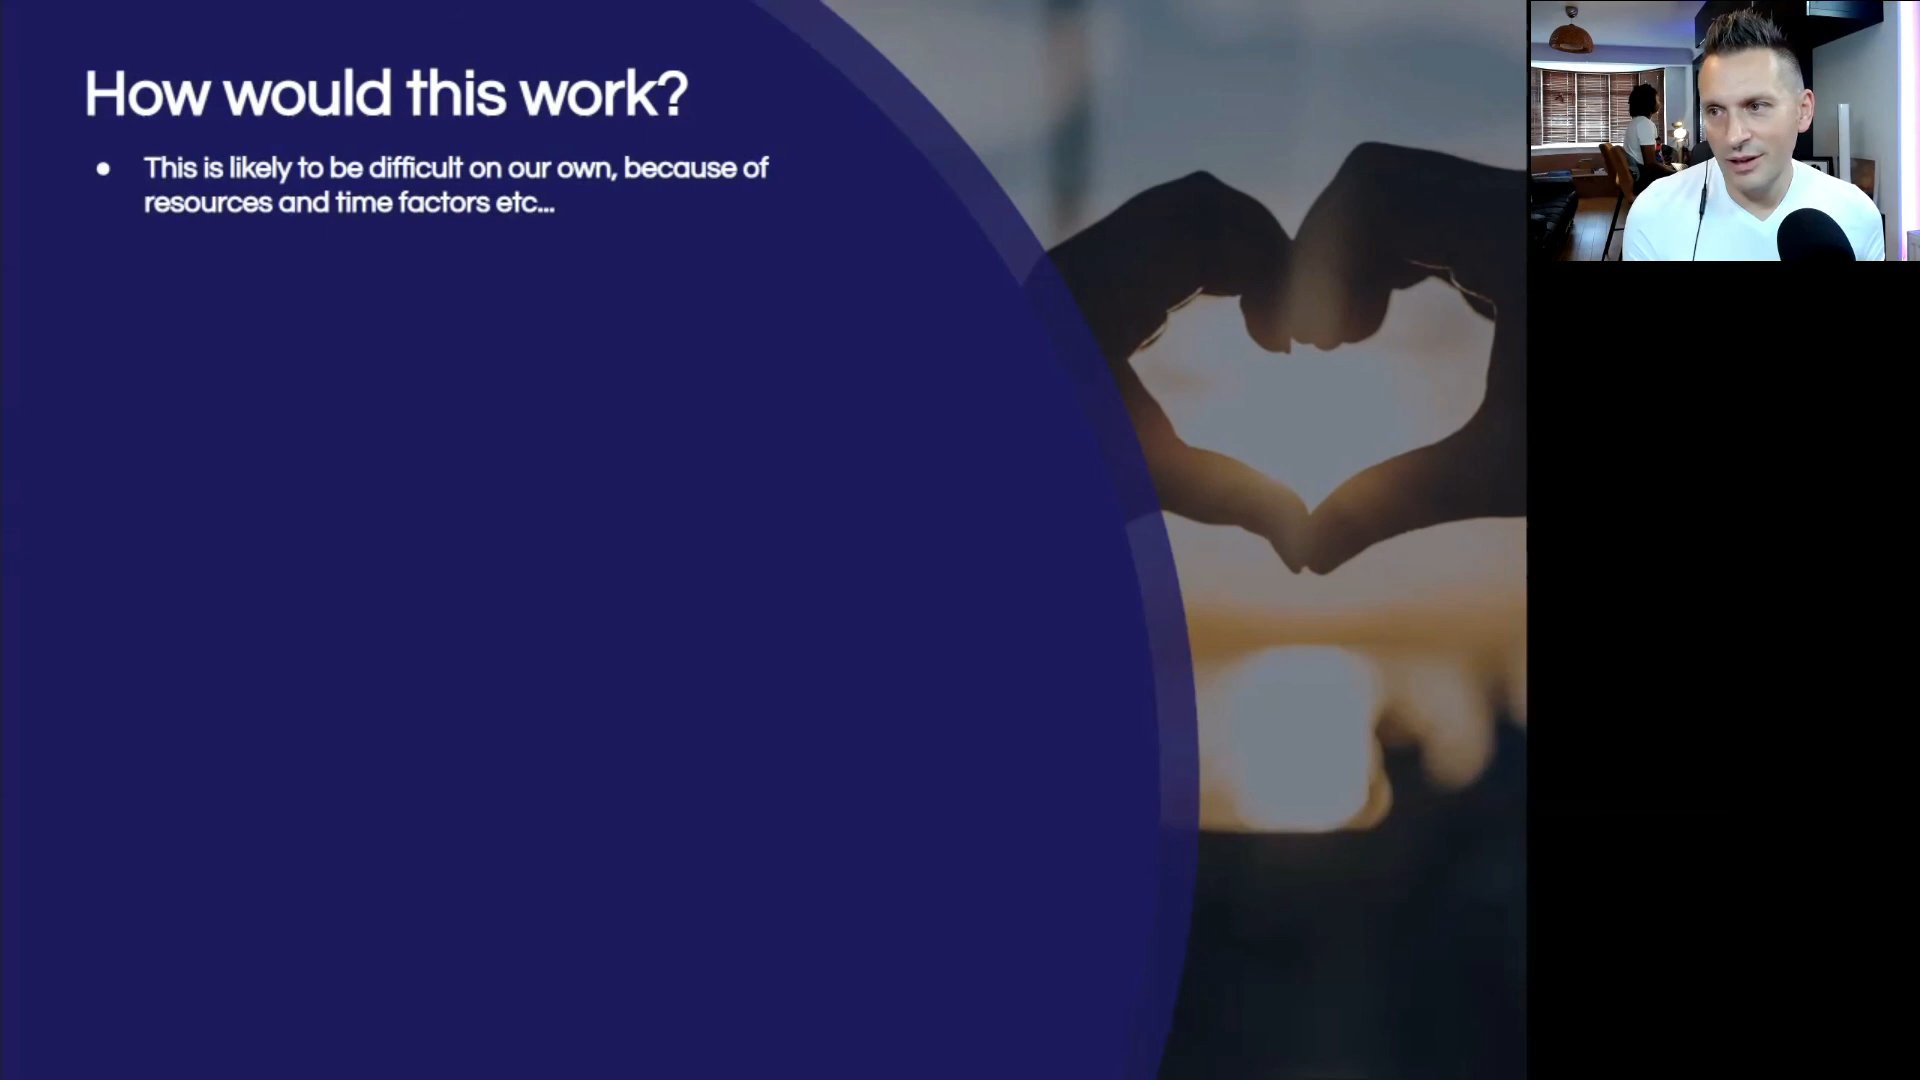 How would this work?
● This is likely to be difficult on our own, because of
resources and time factors etc...